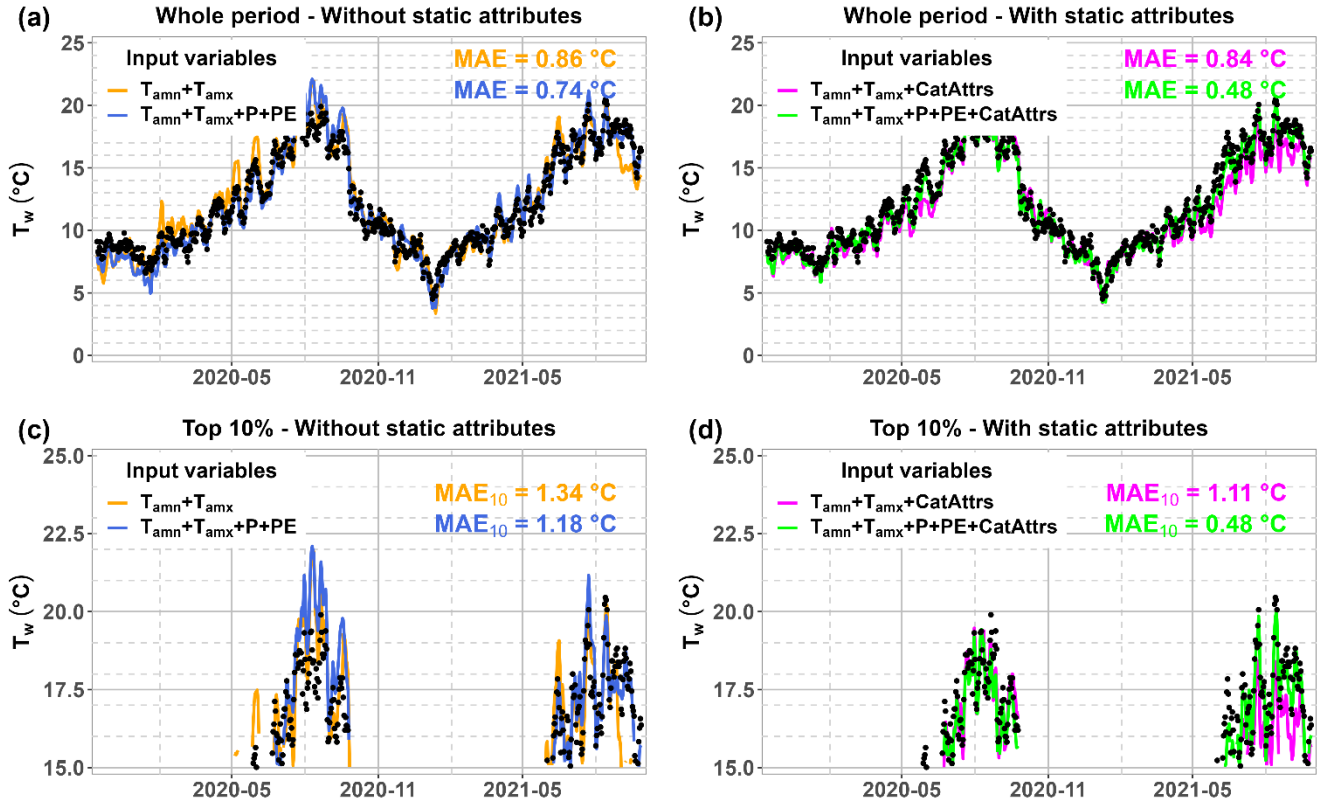 (a) Whole period - Without static attributes
Input variables
Tamn+Tamx
Tamn+Tamx+P+PE
MAE = 0.86 °C
MAE = 0.74 °C
25
20
15
10
5
0
Tw (°C)
2020-05 2020-11 2021-05
(b) Whole period - With static attributes
Input variables
Tamn+Tamx+CatAttrs
Tamn+Tamx+P+PE+CatAttrs
MAE = 0.84 °C
MAE = 0.48 °C
25
20
15
10
5
0
Tw (°C)
2020-05 2020-11 2021-05
(c) Top 10% - Without static attributes
Input variables
Tamn+Tamx
Tamn+Tamx+P+PE
MAE10 = 1.34 °C
MAE10 = 1.18 °C
25.0
22.5
20.0
17.5
15.0
Tw (°C)
2020-05 2020-11 2021-05
(d) Top 10% - With static attributes
Input variables
Tamn+Tamx+CatAttrs
Tamn+Tamx+P+PE+CatAttrs
MAE10 = 1.11 °C
MAE10 = 0.48 °C
25.0
22.5
20.0
17.5
15.0
Tw (°C)
2020-05 2020-11 2021-05